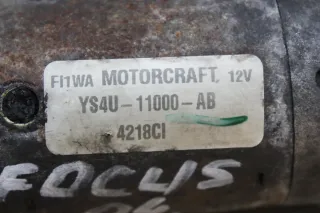 FI1WA MOTORCRAFT, 12V
YS4U-11000-AB
4218CI
FOCUS